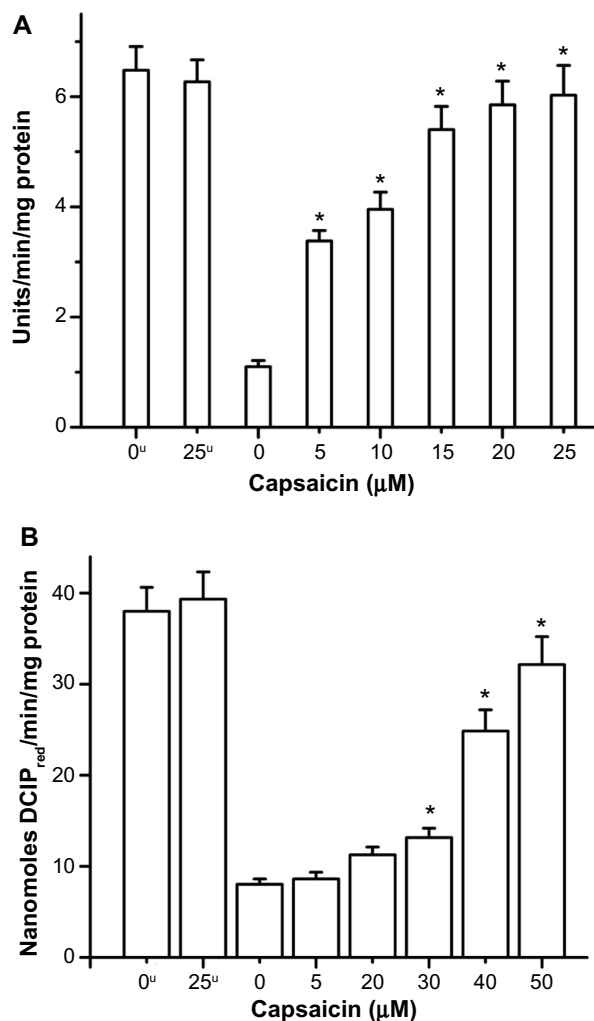 A
Units/min/mg protein
6
4
2
0
* * * * *
0ᵘ 25ᵘ 0 5 10 15 20 25
Capsaicin (μM)
B
Nanomoles DCIPred/min/mg protein
40
30
20
10
0
* * *
0ᵘ 25ᵘ 0 5 20 30 40 50
Capsaicin (μM)